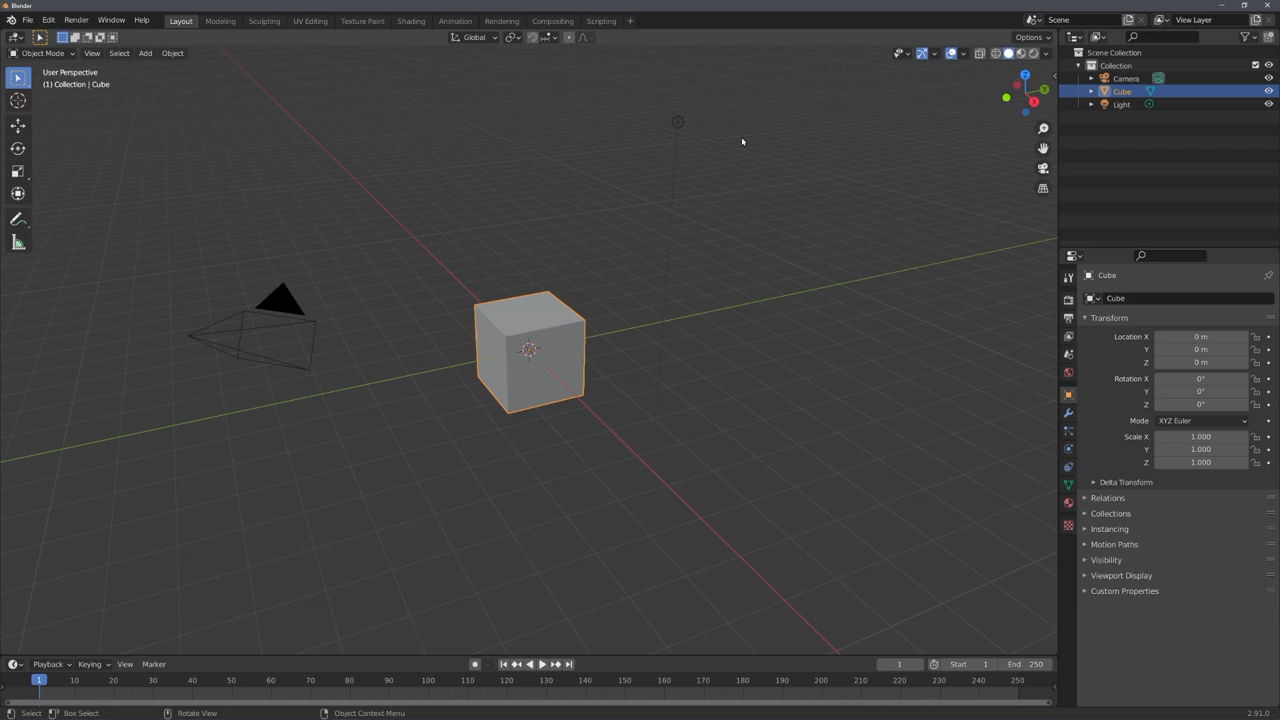 Blender
File Edit Render Window Help Layout Modeling Sculpting UV Editing Texture Paint Shading Animation Rendering Compositing Scripting + Scene View Layer
Global Options
Object Mode View Select Add Object
User Perspective
(1) Collection | Cube
Z
Y
X
Scene Collection
Collection
Camera
Cube
Light
Cube
Cube
Transform
Location X 0 m
Y 0 m
Z 0 m
Rotation X 0°
Y 0°
Z 0°
Mode XYZ Euler
Scale X 1.000
Y 1.000
Z 1.000
Delta Transform
Relations
Collections
Instancing
Motion Paths
Visibility
Viewport Display
Custom Properties
Playback Keying View Marker 1 Start 1 End 250
1 10 20 30 40 50 60 70 80 90 100 110 120 130 140 150 160 170 180 190 200 210 220 230 240 250
Select Box Select Rotate View Object Context Menu 2.91.0